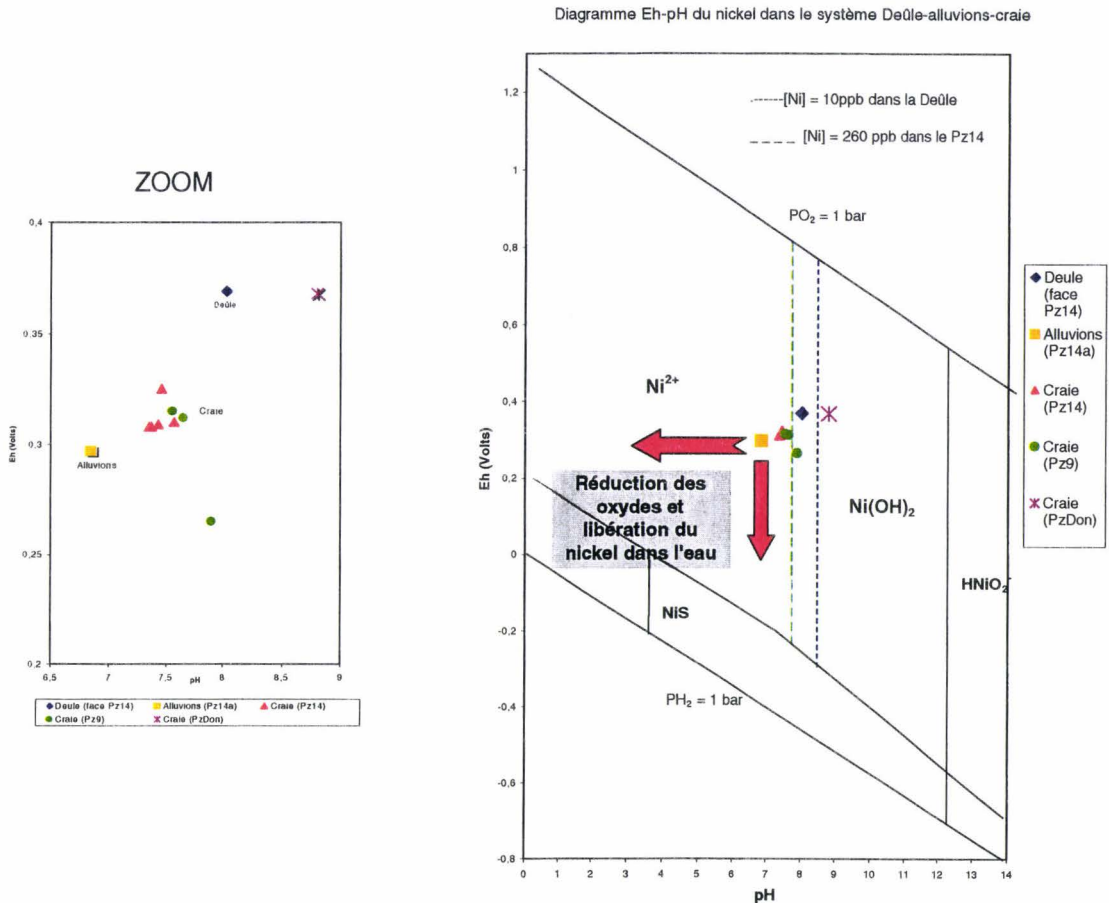 Diagramme Eh-pH du nickel dans le système Deûle-alluvions-craie
ZOOM
0,4
0,35
0,3
0,25
0,2
Eh (Volts)
6,5 7 7,5 8 8,5 9
pH
Deûle
Craie
Alluvions
Deule (face Pz14) Alluvions (Pz14a) Craie (Pz14)
Craie (Pz9) Craie (PzDon)
1,2
1
0,8
0,6
0,4
0,2
0
-0,2
-0,4
-0,6
-0,8
Eh (Volts)
0 1 2 3 4 5 6 7 8 9 10 11 12 13 14
pH
[Ni] = 10ppb dans la Deûle
[Ni] = 260 ppb dans le Pz14
PO₂ = 1 bar
Ni²⁺
Réduction des
oxydes et
libération du
nickel dans l'eau
Ni(OH)₂
HNiO₂⁻
NiS
PH₂ = 1 bar
Deule
(face
Pz14)
Alluvions
(Pz14a)
Craie
(Pz14)
Craie
(Pz9)
Craie
(PzDon)